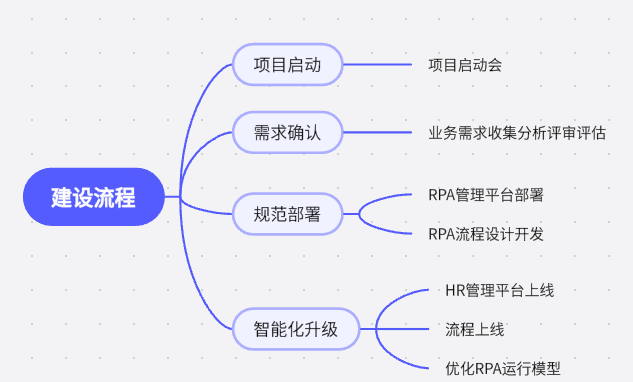 建设流程
项目启动
项目启动会
需求确认
业务需求收集分析评审评估
规范部署
RPA管理平台部署
RPA流程设计开发
智能化升级
HR管理平台上线
流程上线
优化RPA运行模型